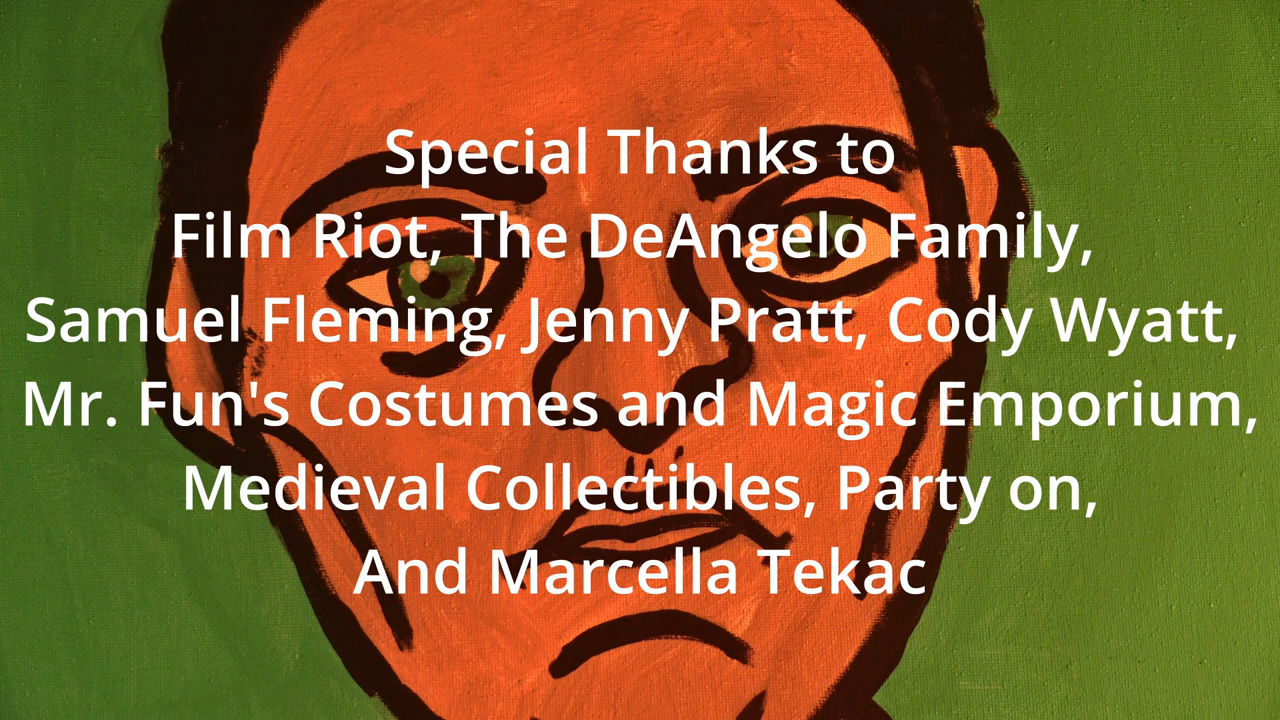 Special Thanks to
Film Riot, The DeAngelo Family,
Samuel Fleming, Jenny Pratt, Cody Wyatt,
Mr. Fun's Costumes and Magic Emporium,
Medieval Collectibles, Party on,
And Marcella Tekac